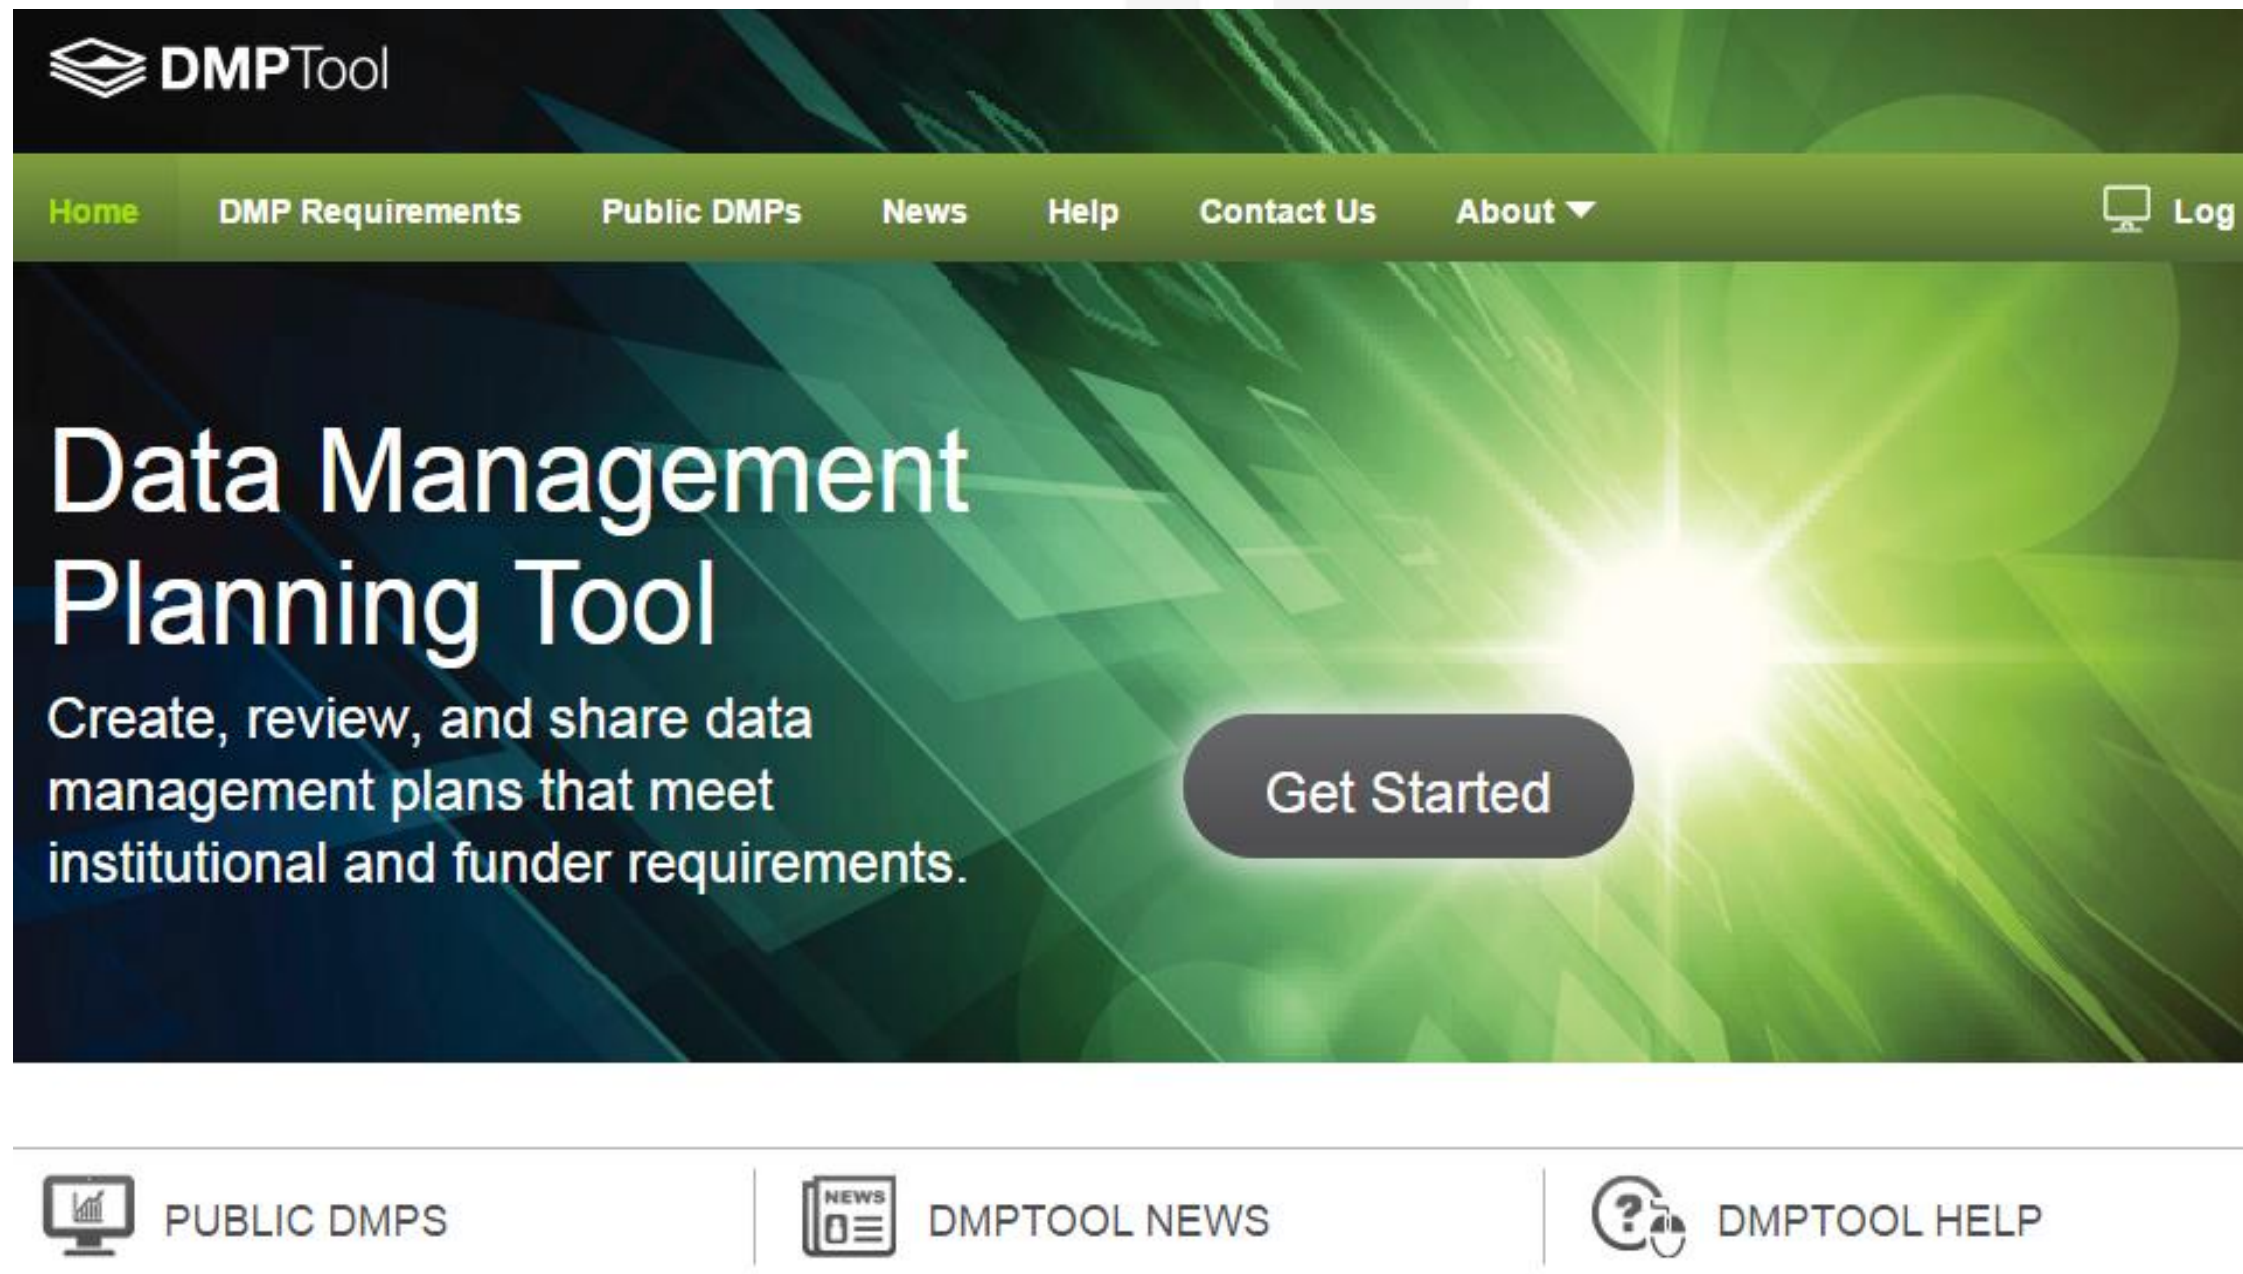 DMPTool
Home DMP Requirements Public DMPs News Help Contact Us About Log
Data Management
Planning Tool
Create, review, and share data
management plans that meet
institutional and funder requirements.
Get Started
PUBLIC DMPS
NEWS
DMPTOOL NEWS
?
DMPTOOL HELP